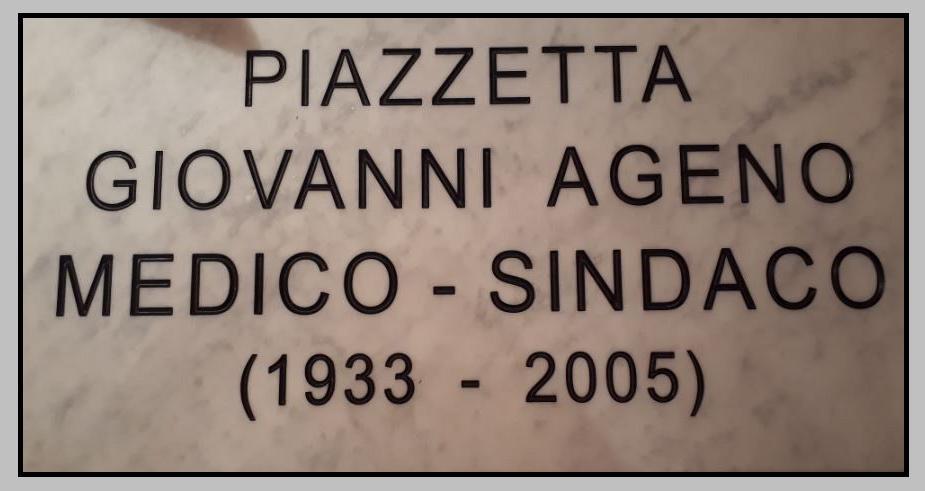 PIAZZETTA
GIOVANNI AGENO
MEDICO - SINDACO
(1933 - 2005)